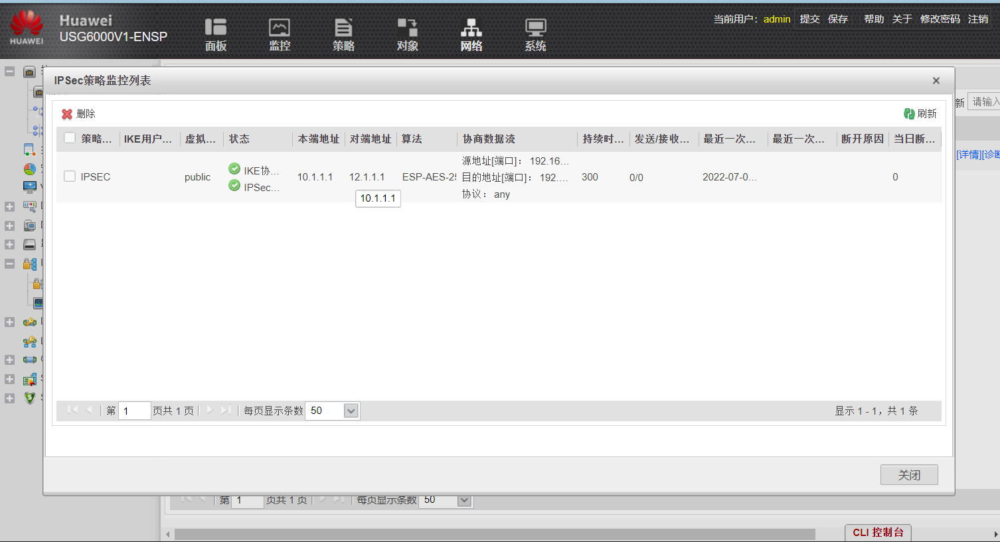 HUAWEI
Huawei
USG6000V1-ENSP
面板
监控
策略
对象
网络
系统
当前用户： admin 提交 保存 帮助 关于 修改密码 注销
IPSec策略监控列表
删除
刷新
新 请输入
策略... IKE用户... 虚拟... 状态 本端地址 对端地址 算法 协商数据流 持续时... 发送/接收... 最近一次... 最近一次... 断开原因 当日断...
[详情][诊断
IPSEC public IKE协...
IPSec...
10.1.1.1 12.1.1.1 ESP-AES-25
源地址[端口]： 192.16...
目的地址[端口]： 192....
协议： any
300 0/0 2022-07-0... 0
10.1.1.1
第 1 页共 1 页 每页显示条数 50 显示 1 - 1，共 1 条
关闭
第 1 页共 1 页 每页显示条数 50
CLI 控制台